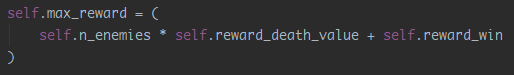 self.max_reward = (
    self.n_enemies * self.reward_death_value + self.reward_win
)